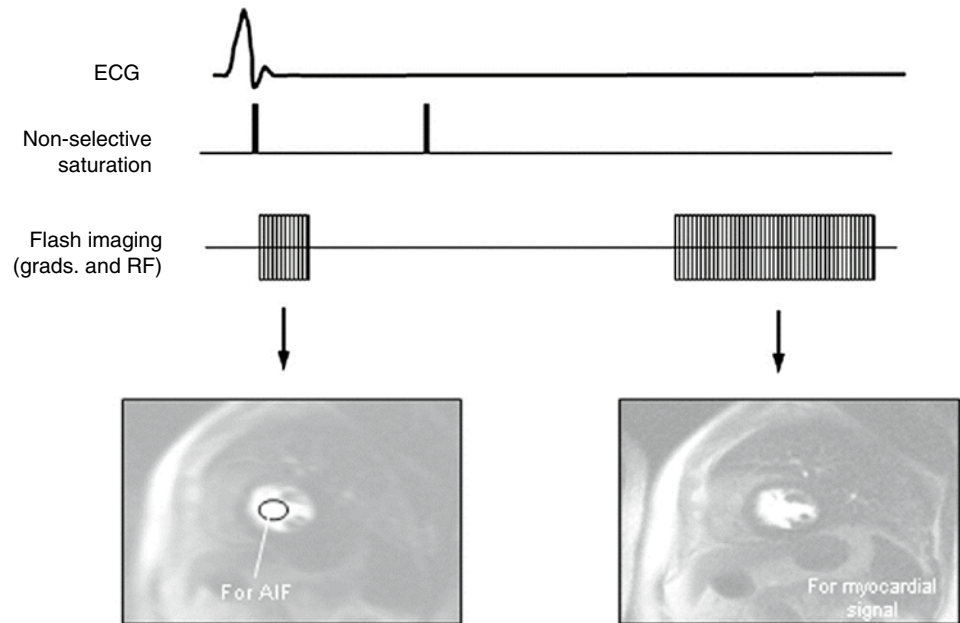 ECG
Non-selective
saturation
Flash imaging
(grads. and RF)
For AIF
For myocardial
signal